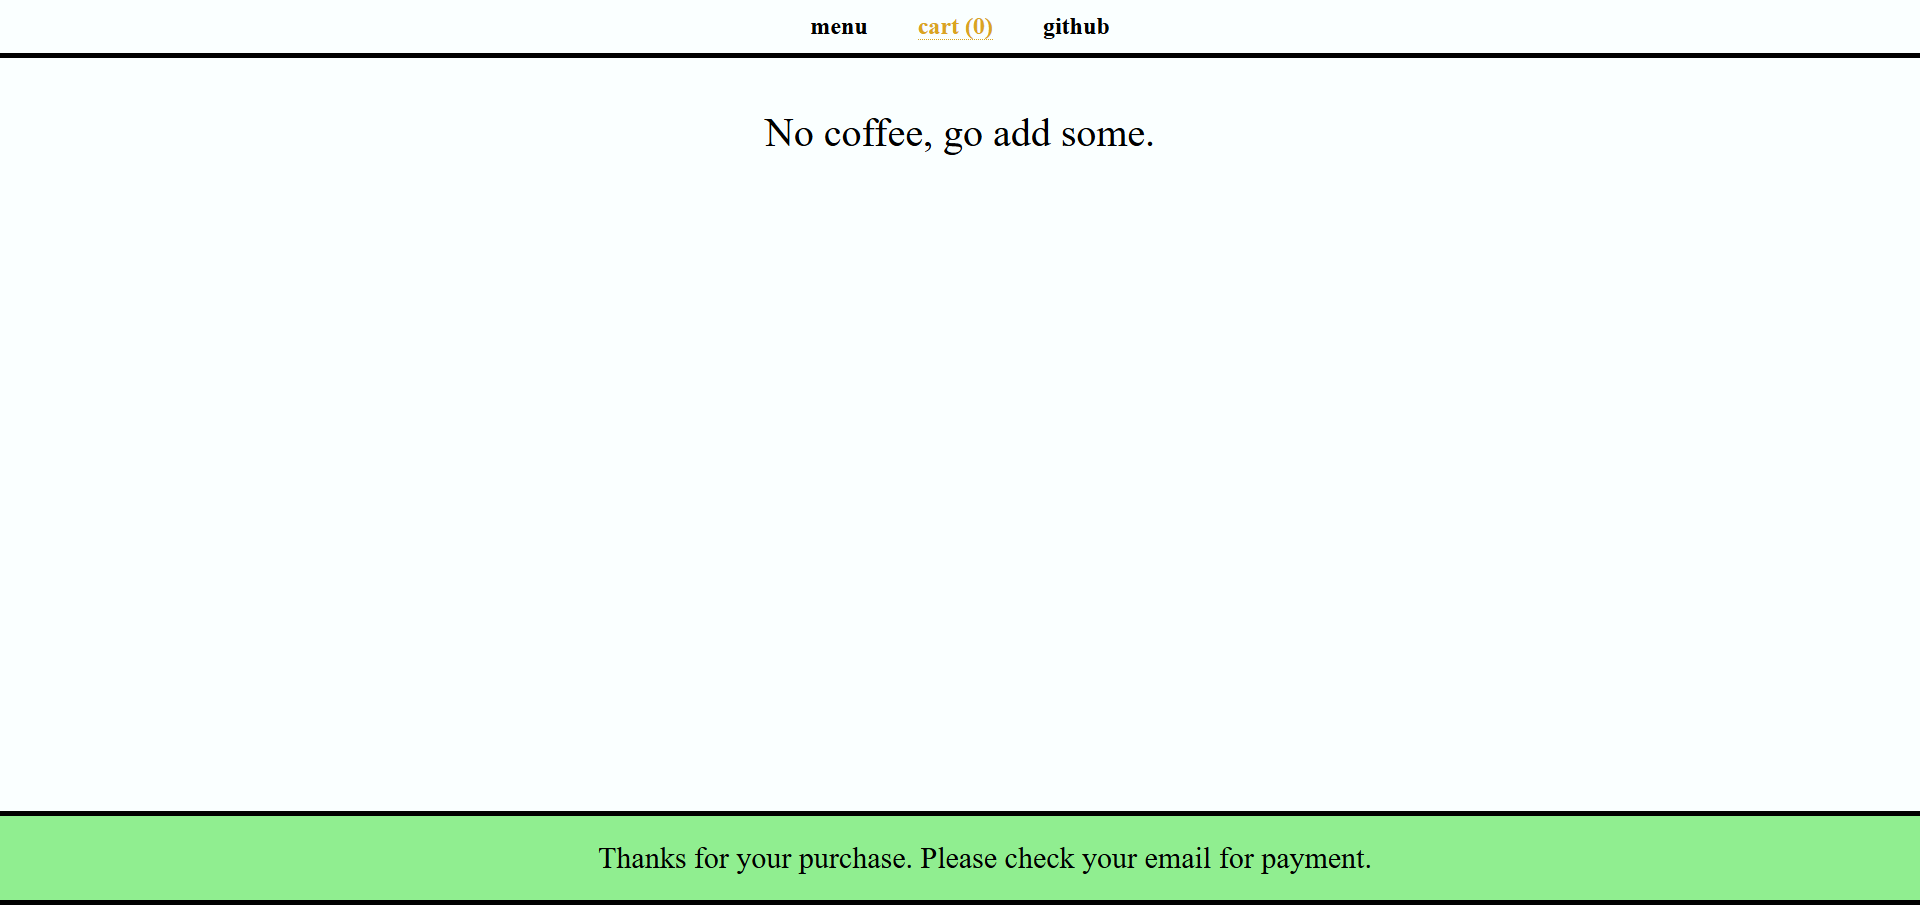 menu cart (0) github
No coffee, go add some.
Thanks for your purchase. Please check your email for payment.